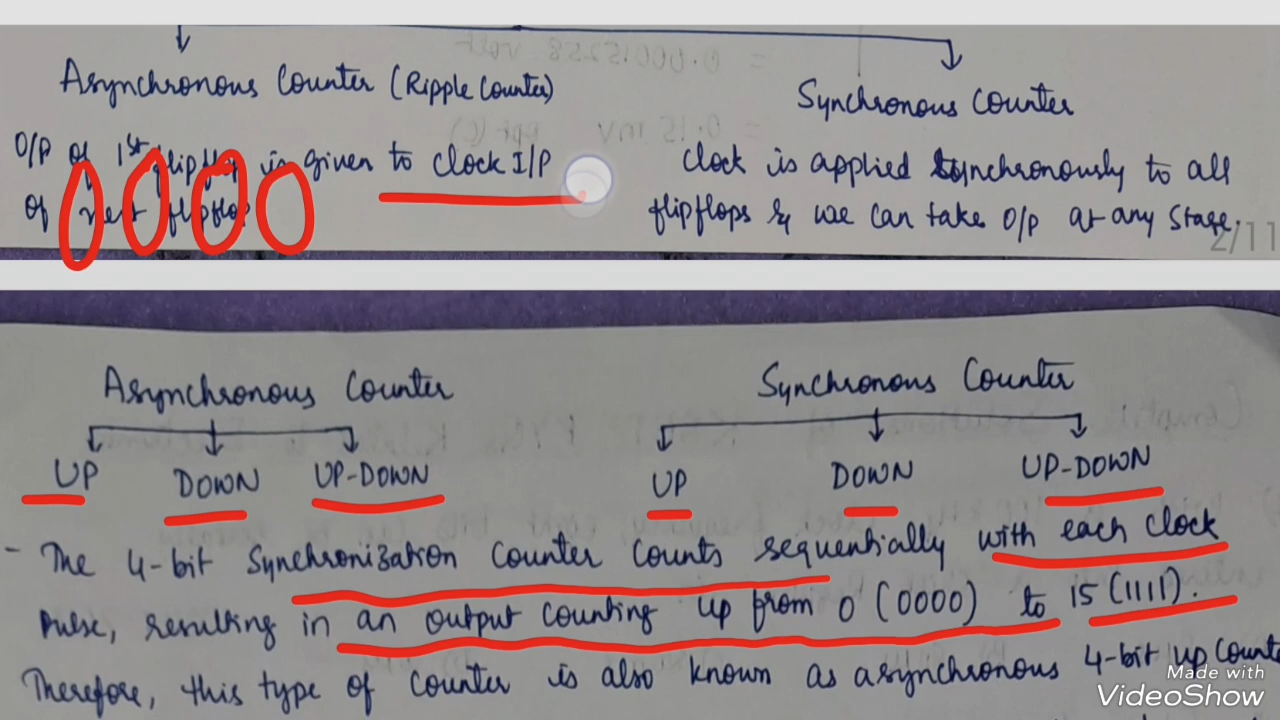 Asynchronous Counter (Ripple Counter)
O/P of 1st flipflop is given to clock I/P
of next flipflop
Synchronous Counter
Clock is applied synchronously to all
flipflops & we can take O/P at any stage.
2/11
Asynchronous Counter
UP DOWN UP-DOWN
Synchronous Counter
UP DOWN UP-DOWN
- The 4-bit Synchronization Counter Counts sequentially with each clock
Pulse, resulting in an output counting up from 0 (0000) to 15 (1111).
Therefore, this type of counter is also known as asynchronous 4-bit up
Made with
VideoShow